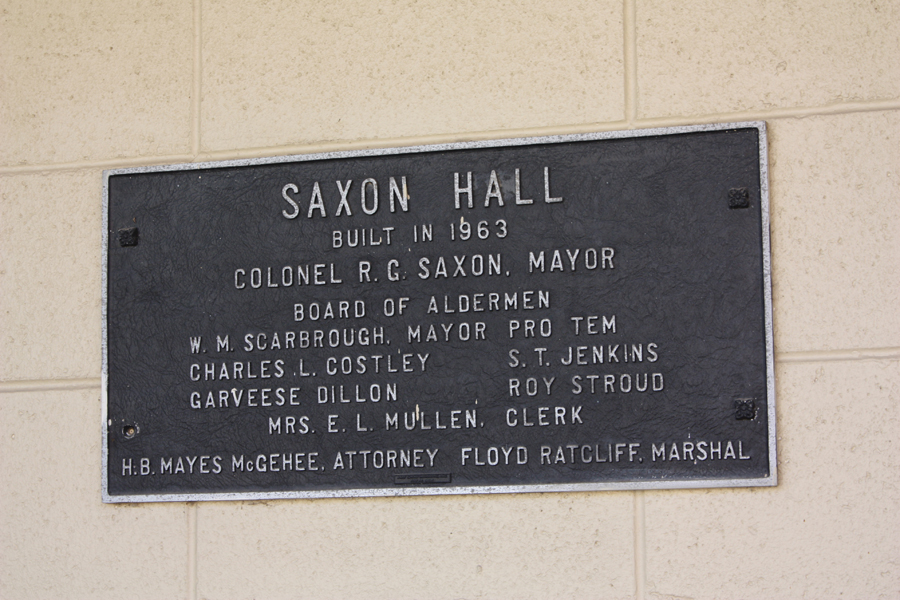 SAXON HALL
BUILT IN 1963
COLONEL R. G. SAXON, MAYOR
BOARD OF ALDERMEN
W. M. SCARBROUGH, MAYOR PRO TEM
CHARLES L. COSTLEY S. T. JENKINS
GARVEESE DILLON ROY STROUD
MRS. E. L. MULLEN, CLERK
H. B. MAYES McGEHEE, ATTORNEY FLOYD RATCLIFF, MARSHAL